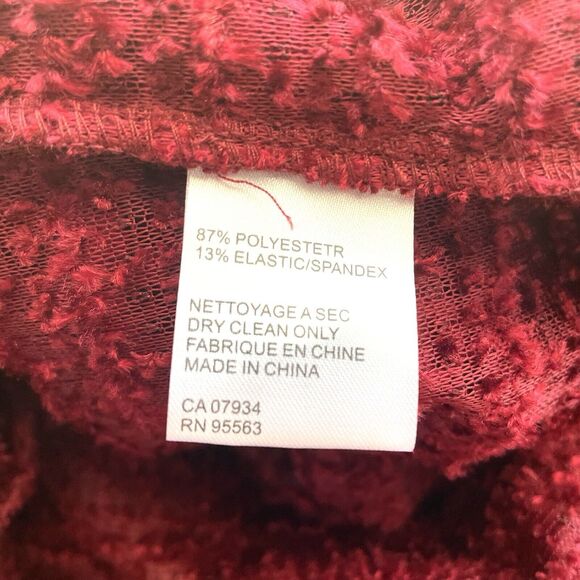 87% POLYESTETR
13% ELASTIC/SPANDEX
NETTOYAGE A SEC
DRY CLEAN ONLY
FABRIQUE EN CHINE
MADE IN CHINA
CA 07934
RN 95563